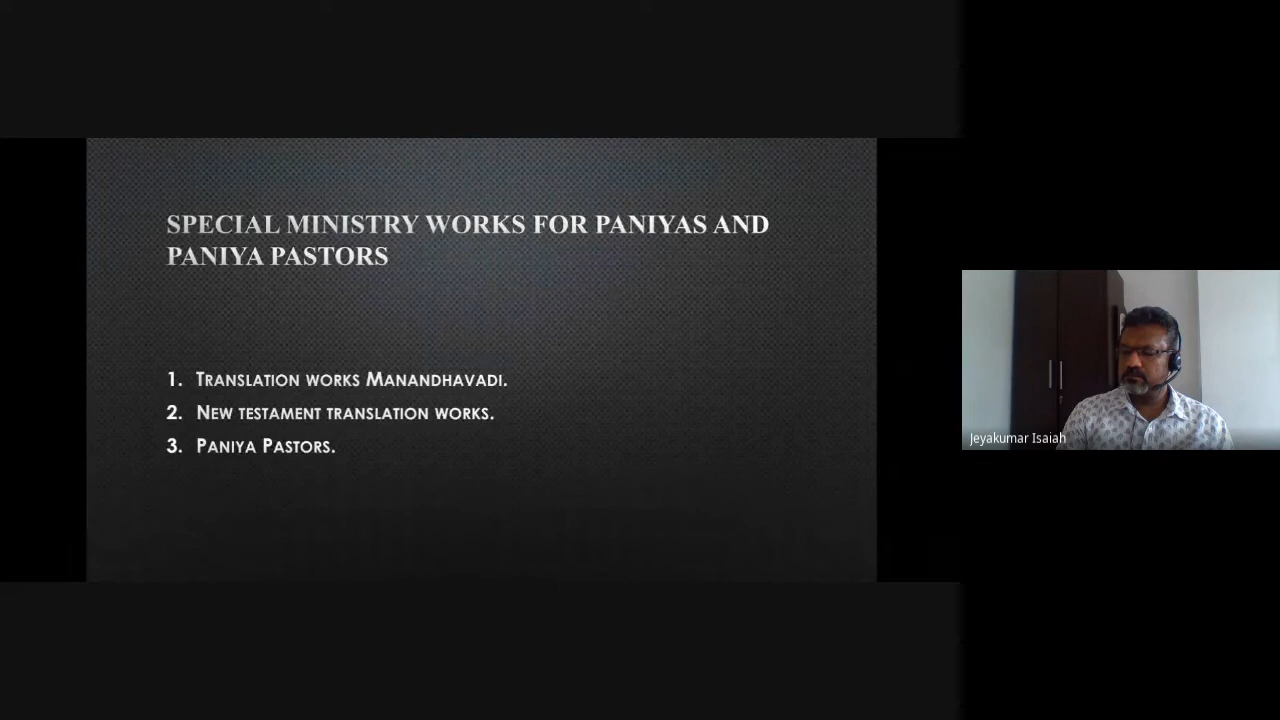 SPECIAL MINISTRY WORKS FOR PANIYAS AND
PANIYA PASTORS
1. Translation works Manandhavadi.
2. New testament translation works.
3. Paniya Pastors.
Jeyakumar Isaiah